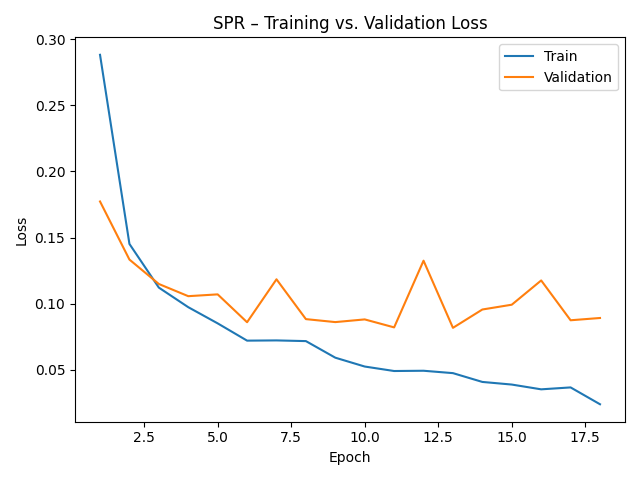 SPR – Training vs. Validation Loss
Train
Validation
Loss
0.30
0.25
0.20
0.15
0.10
0.05
2.5 5.0 7.5 10.0 12.5 15.0 17.5
Epoch